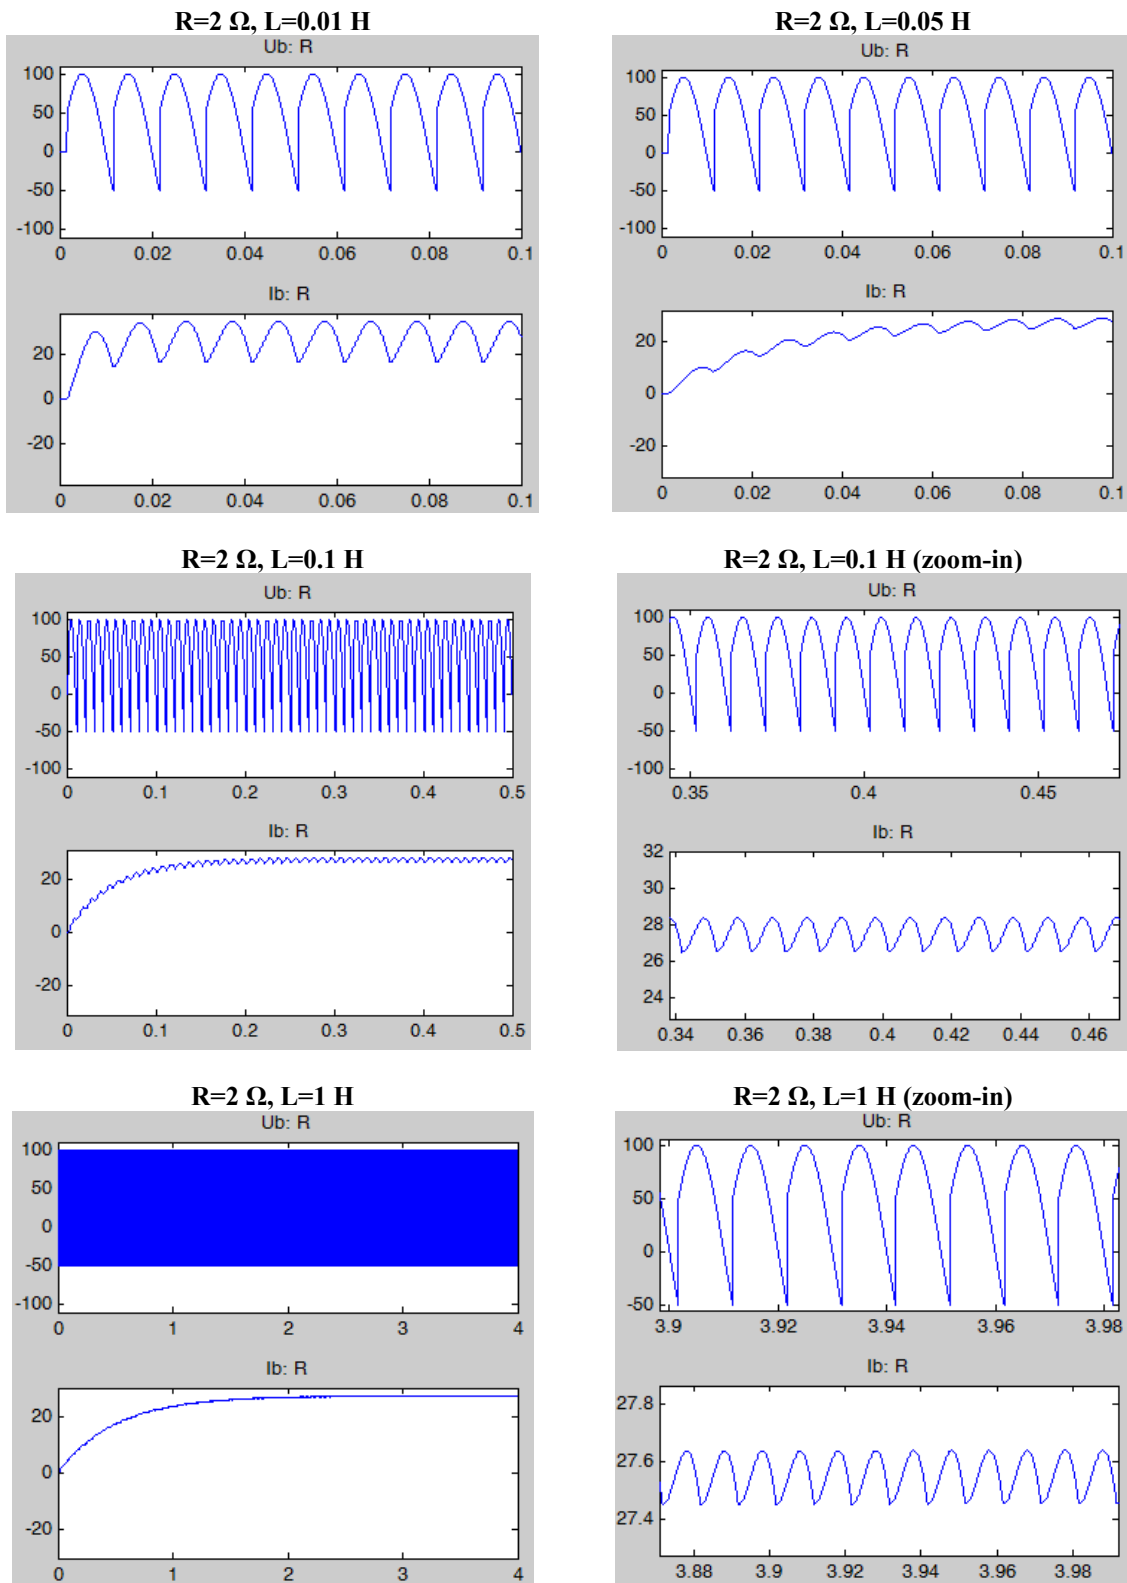 R=2 Ω, L=0.01 H
Ub: R
100
50
0
-50
-100
0 0.02 0.04 0.06 0.08 0.1
Ib: R
20
0
-20
0 0.02 0.04 0.06 0.08 0.1
R=2 Ω, L=0.05 H
Ub: R
100
50
0
-50
-100
0 0.02 0.04 0.06 0.08 0.1
Ib: R
20
0
-20
0 0.02 0.04 0.06 0.08 0.1
R=2 Ω, L=0.1 H
Ub: R
100
50
0
-50
-100
0 0.1 0.2 0.3 0.4 0.5
Ib: R
20
0
-20
0 0.1 0.2 0.3 0.4 0.5
R=2 Ω, L=0.1 H (zoom-in)
Ub: R
100
50
0
-50
-100
0.35 0.4 0.45
Ib: R
32
30
28
26
24
0.34 0.36 0.38 0.4 0.42 0.44 0.46
R=2 Ω, L=1 H
Ub: R
100
50
0
-50
-100
0 1 2 3 4
Ib: R
20
0
-20
0 1 2 3 4
R=2 Ω, L=1 H (zoom-in)
Ub: R
100
50
0
-50
3.9 3.92 3.94 3.96 3.98
Ib: R
27.8
27.6
27.4
3.88 3.9 3.92 3.94 3.96 3.98